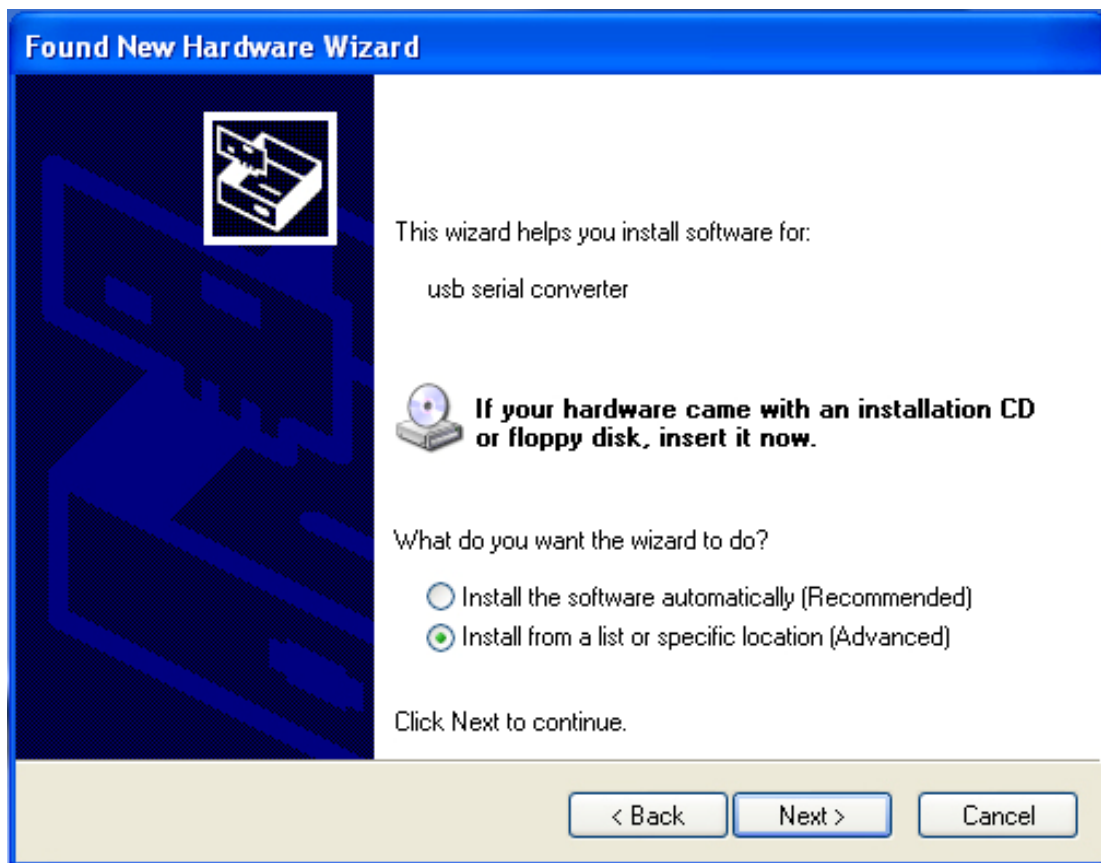 Found New Hardware Wizard
This wizard helps you install software for:
usb serial converter
If your hardware came with an installation CD
or floppy disk, insert it now.
What do you want the wizard to do?
Install the software automatically (Recommended)
Install from a list or specific location (Advanced)
Click Next to continue.
< Back Next > Cancel